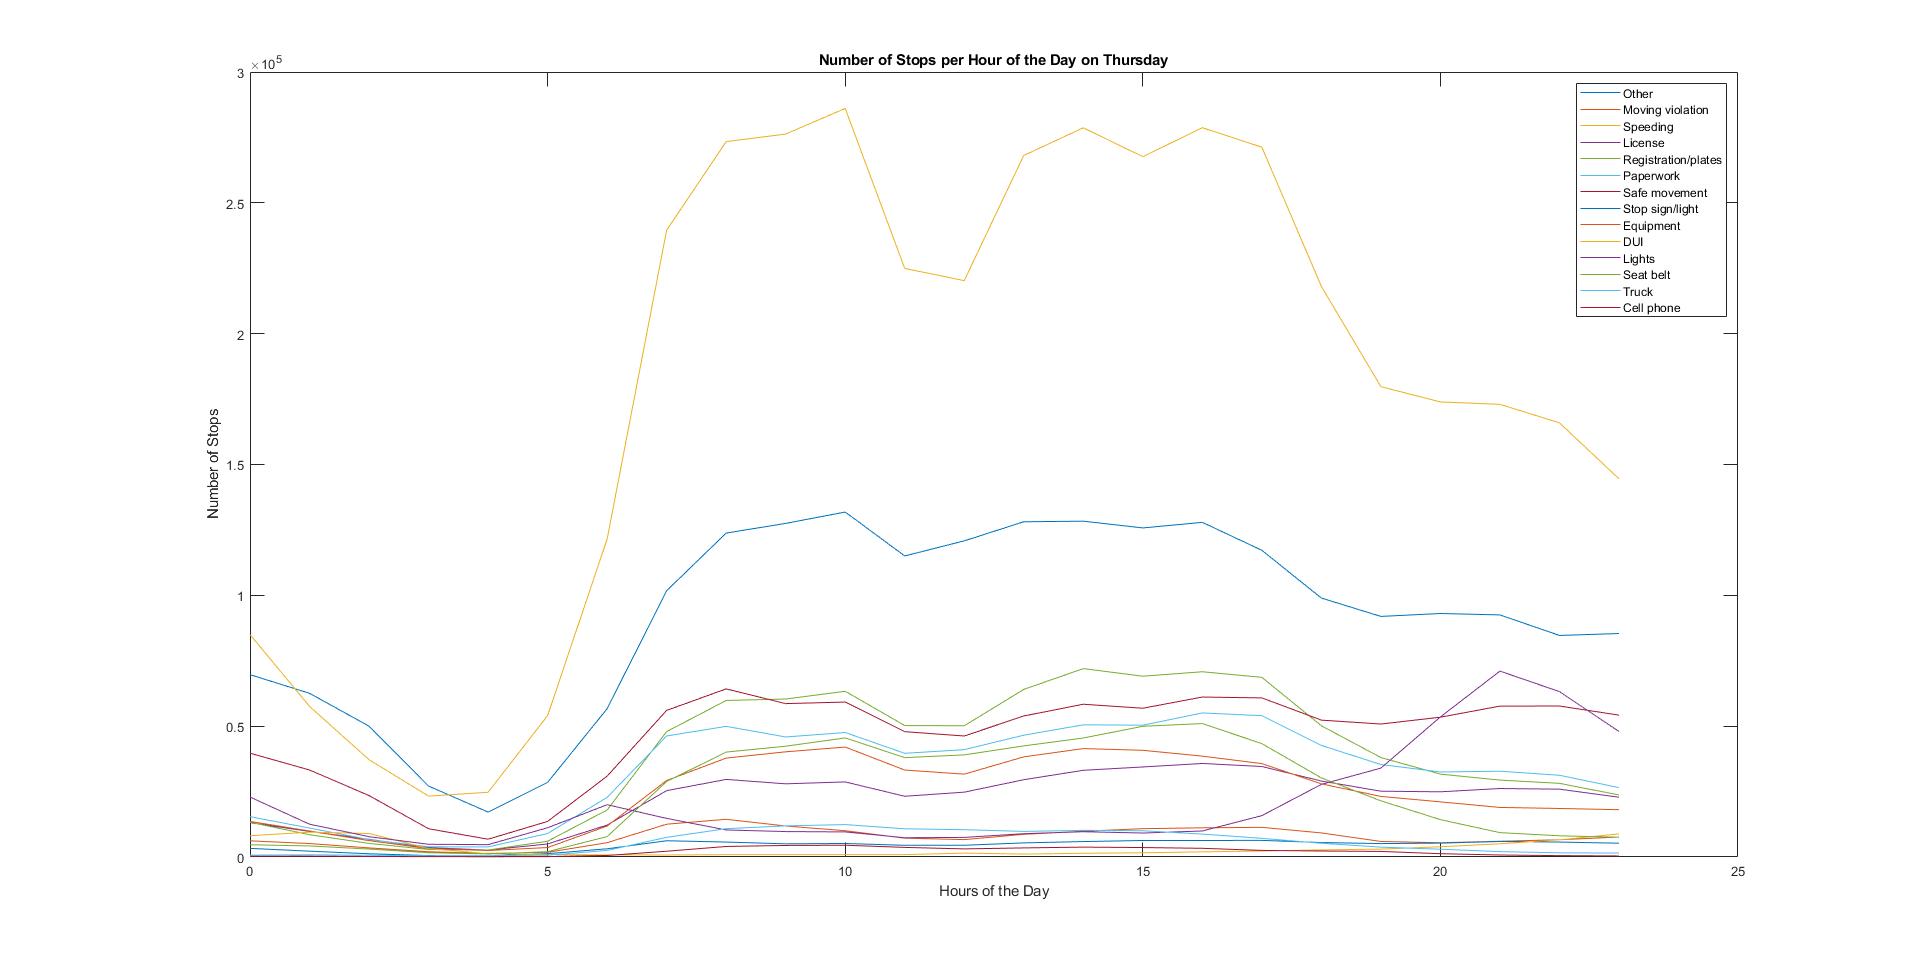 Number of Stops per Hour of the Day on Thursday
×10^5
3
2.5
2
1.5
1
0.5
0
Number of Stops
0 5 10 15 20 25
Hours of the Day
Other
Moving violation
Speeding
License
Registration/plates
Paperwork
Safe movement
Stop sign/light
Equipment
DUI
Lights
Seat belt
Truck
Cell phone